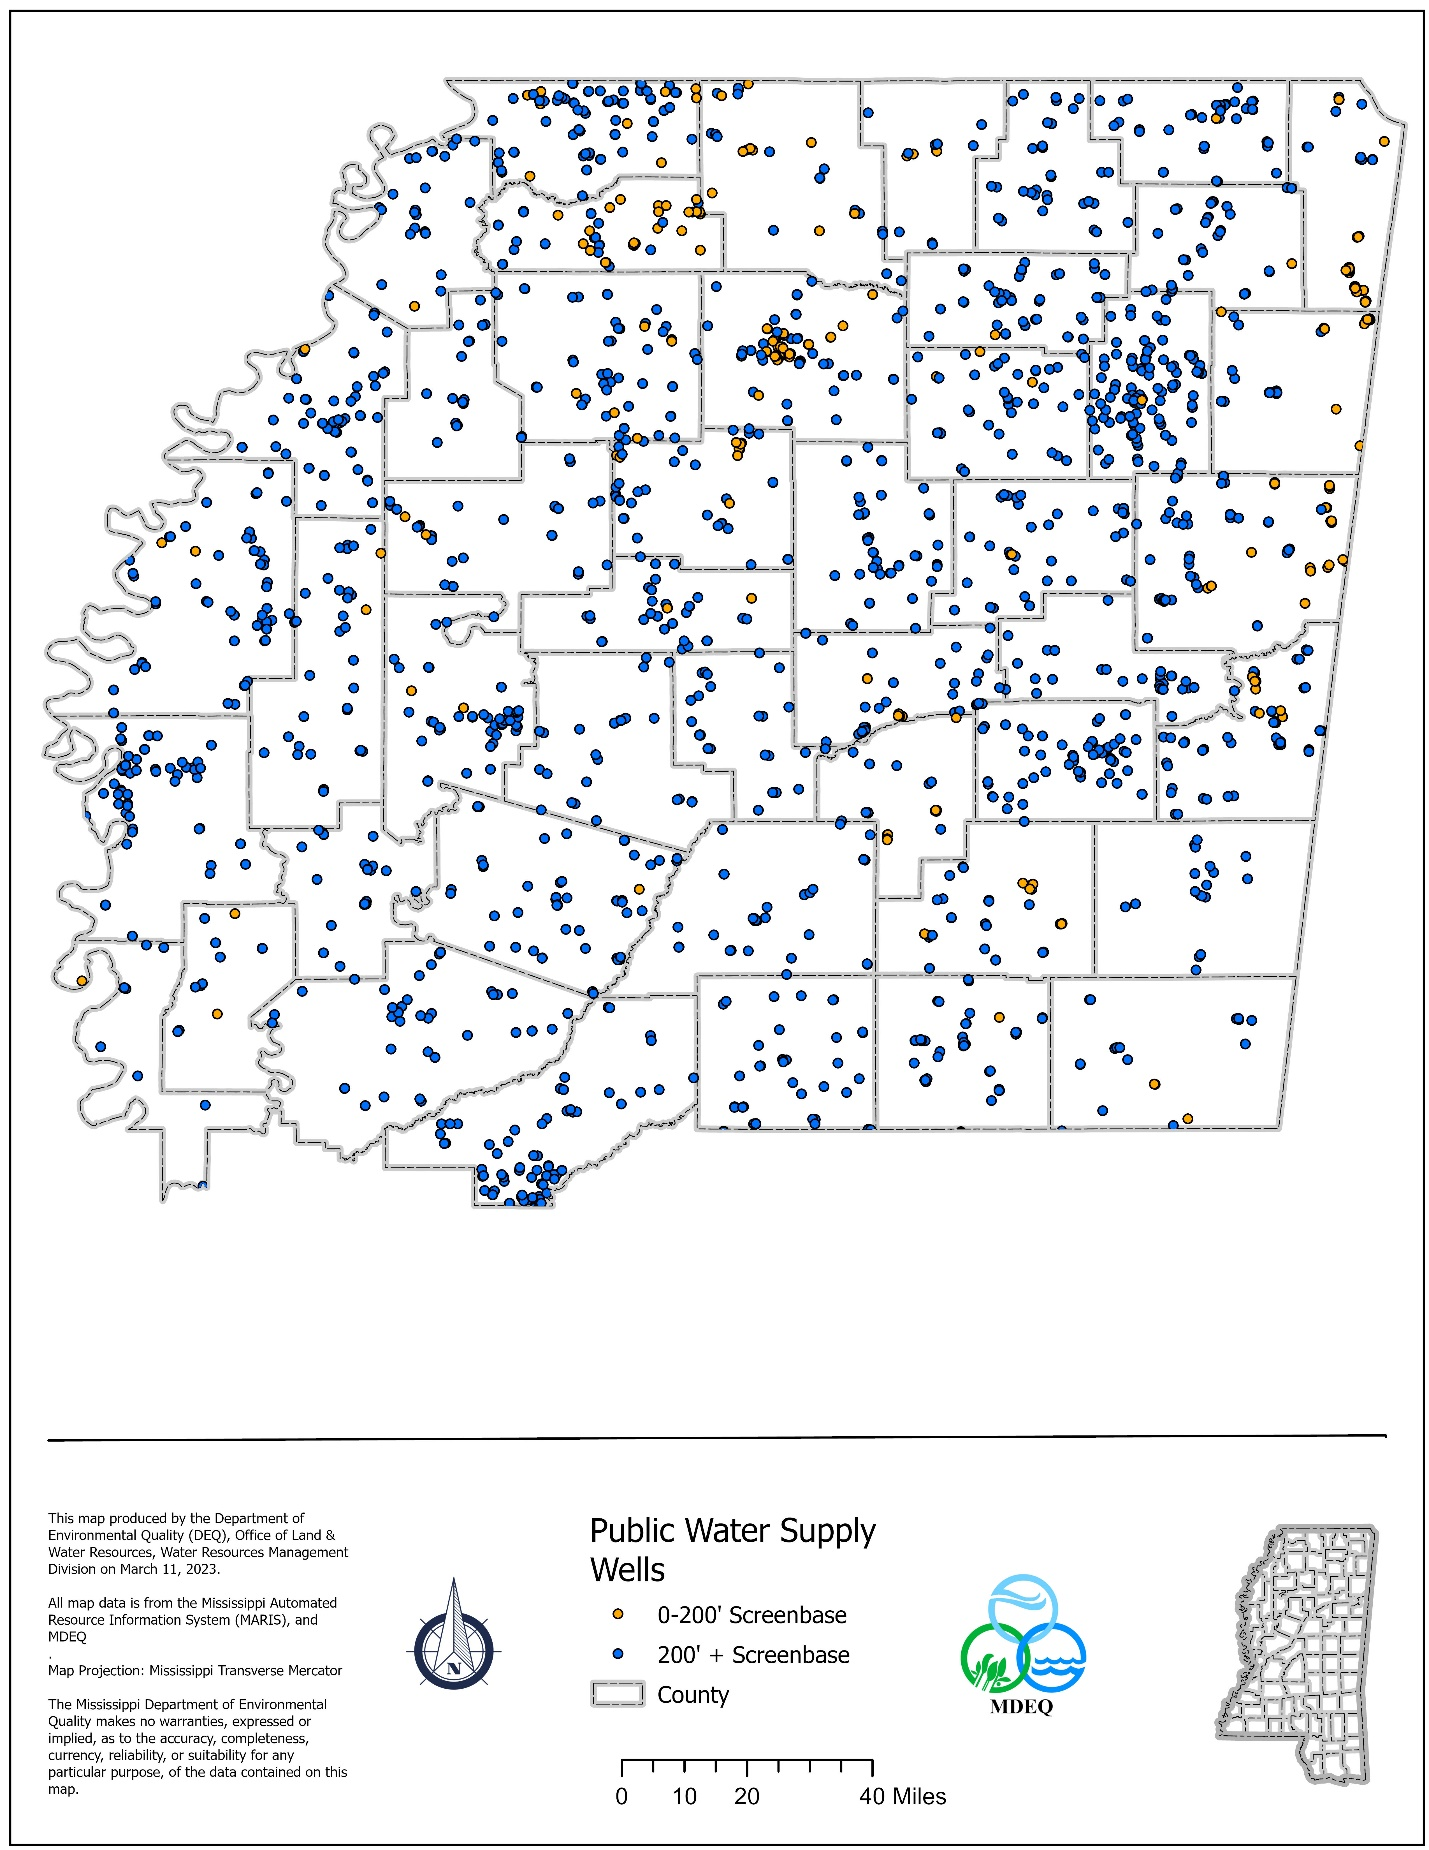 This map produced by the Department of
Environmental Quality (DEQ), Office of Land &
Water Resources, Water Resources Management
Division on March 11, 2023.
All map data is from the Mississippi Automated
Resource Information System (MARIS), and
MDEQ
.
Map Projection: Mississippi Transverse Mercator
The Mississippi Department of Environmental
Quality makes no warranties, expressed or
implied, as to the accuracy, completeness,
currency, reliability, or suitability for any
particular purpose, of the data contained on this
map.
N
Public Water Supply
Wells
0-200' Screenbase
200' + Screenbase
County
0 10 20 40 Miles
MDEQ